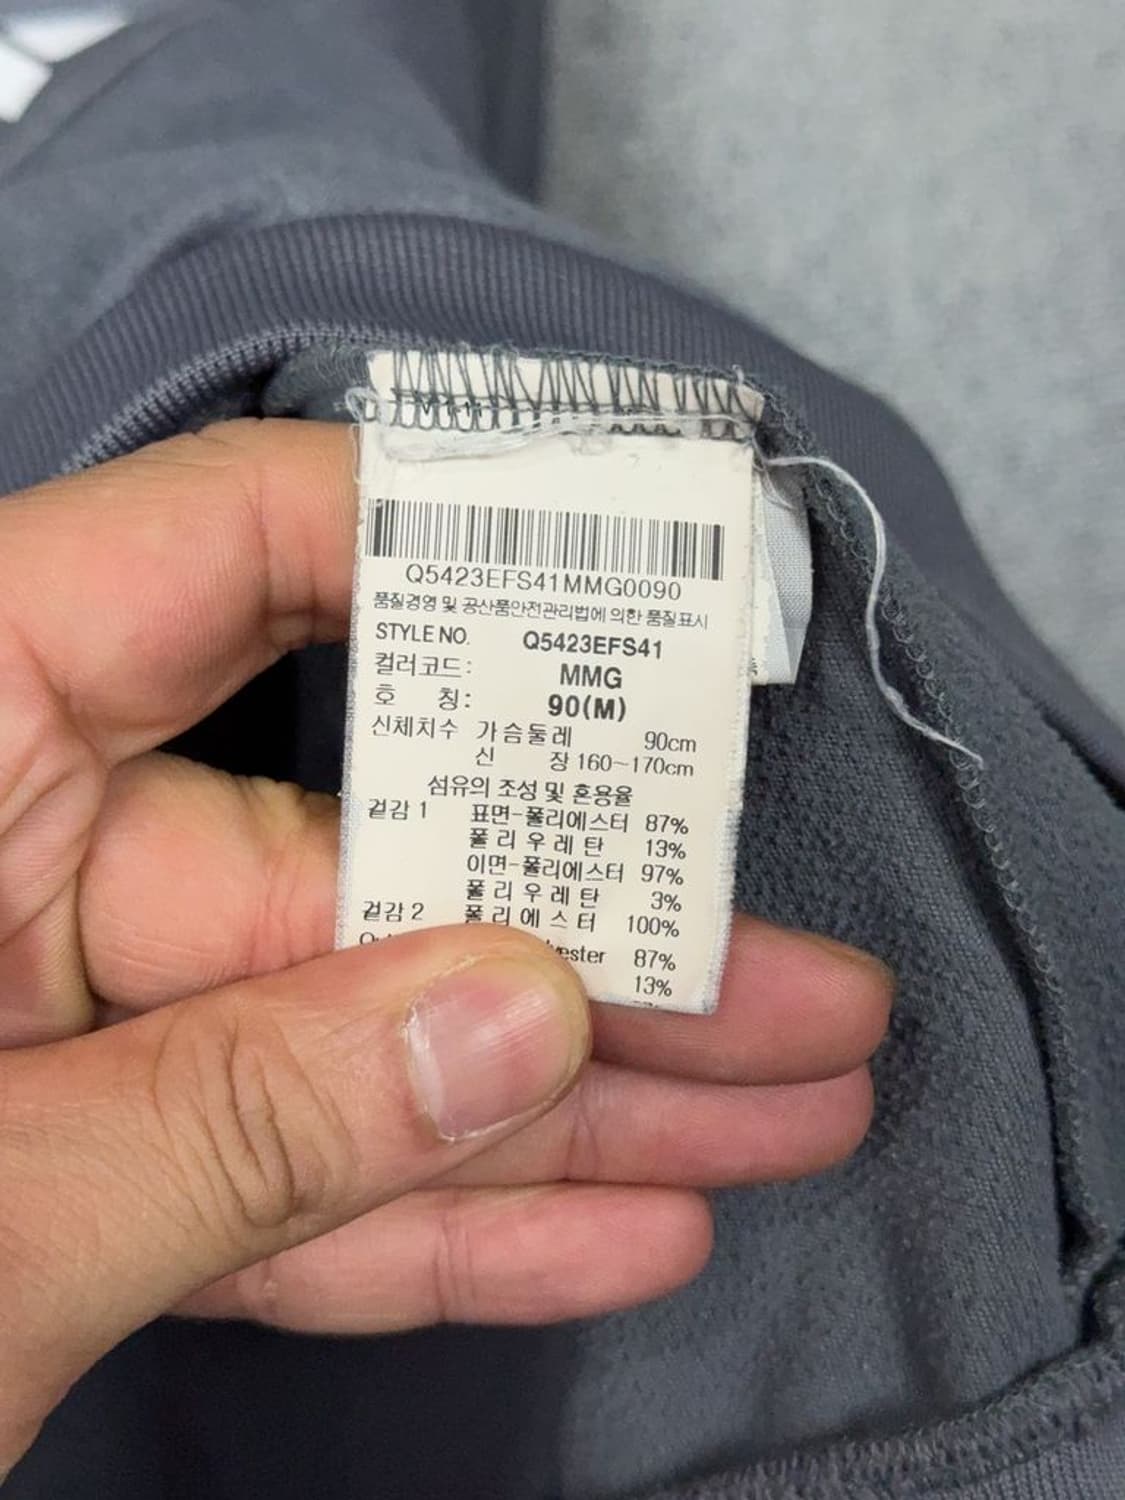 Q5423EFS41MMG0090
품질경영 및 공산품안전관리법에 의한 품질표시
STYLE NO. Q5423EFS41
컬러코드: MMG
호 칭: 90(M)
신체치수 가슴둘레 90cm
신 장 160~170cm
섬유의 조성 및 혼용율
겉감 1 표면-폴리에스터 87%
폴리우레탄 13%
이면-폴리에스터 97%
폴리우레탄 3%
겉감 2 폴리에스터 100%
87%
13%